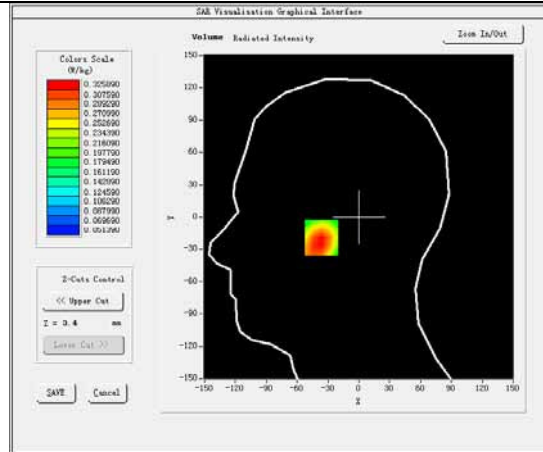 SAR Visualisation Graphical Interface
Volume Radiated Intensity
Zoom In/Out
Colors Scale
(W/kg)
0.325890
0.307590
0.289290
0.270990
0.252690
0.234390
0.216090
0.197790
0.179490
0.161190
0.142890
0.124590
0.106290
0.087990
0.069690
0.051390
Z-Cuts Control
<< Upper Cut
Z = 3.4 mm
Lower Cut >>
SAVE
Cancel
150
120
90
60
30
0
-30
-60
-90
-120
-150
Y
-150 -120 -90 -60 -30 0 30 60 90 120 150